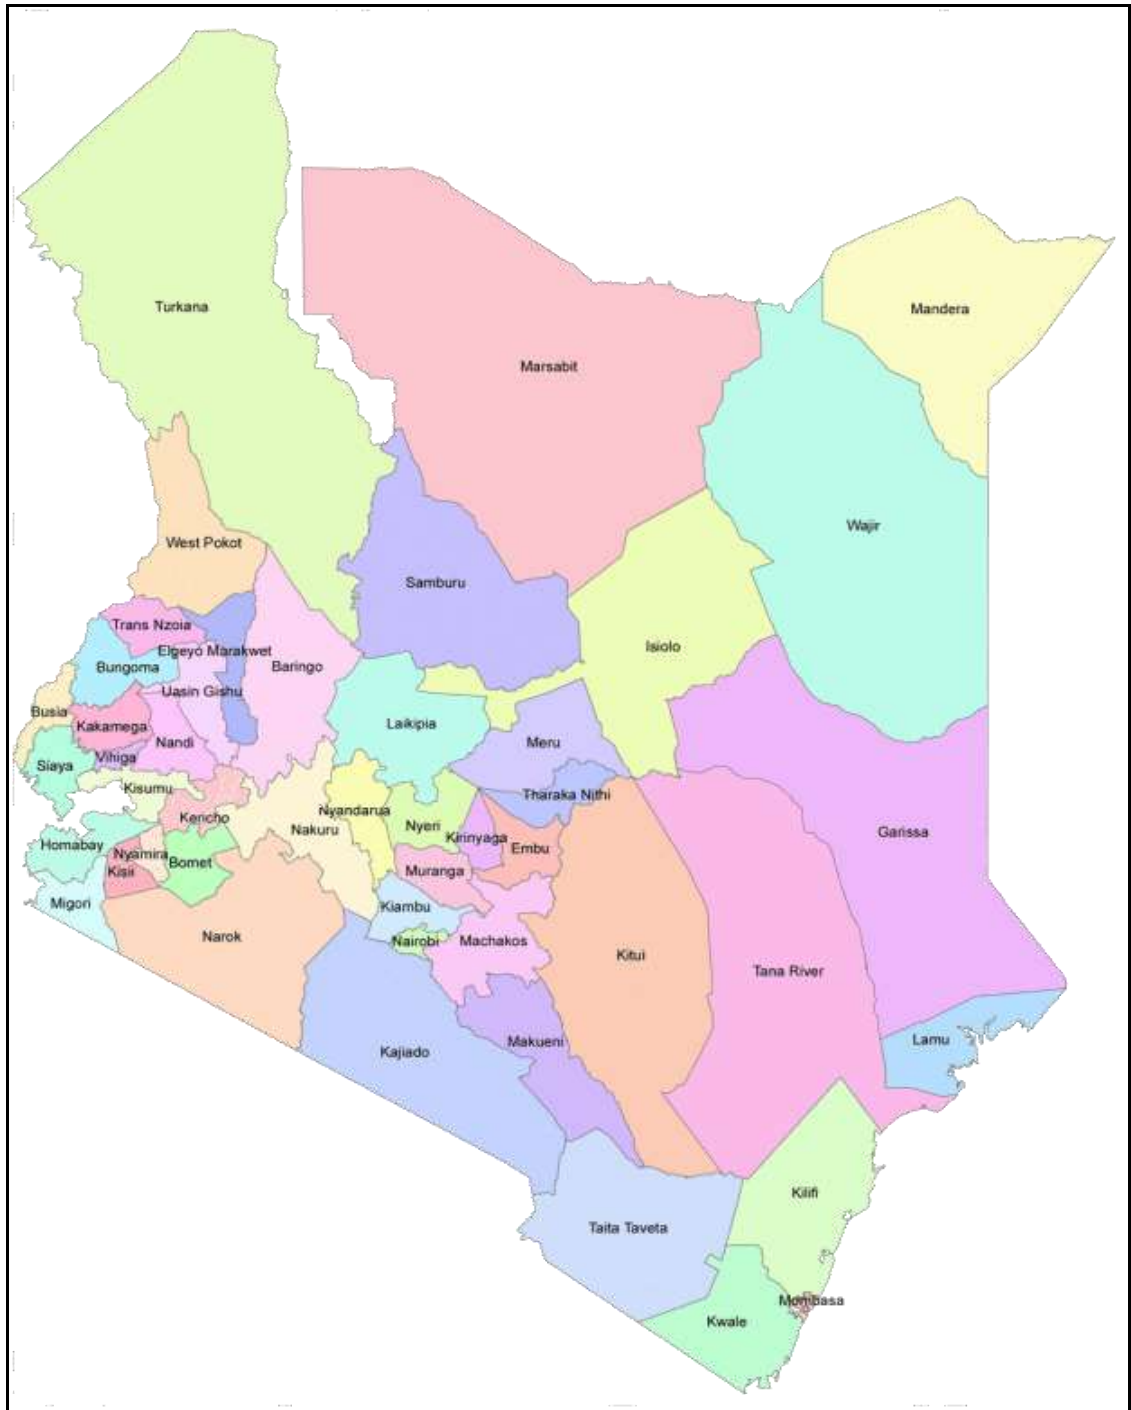 Turkana
Mandera
Marsabit
Wajir
West Pokot
Samburu
Trans Nzoia
Isiolo
Elgeyo Marakwet
Bungoma
Baringo
Uasin Gishu
Busia
Kakamega
Laikipia
Nandi
Meru
Vihiga
Siaya
Kisumu
Tharaka Nithi
Nyandarua
Kericho
Nyeri
Nakuru
Garissa
Kirinyaga
Homabay
Embu
Nyamira
Bomet
Kisii
Muranga
Migori
Kiambu
Narok
Nairobi
Machakos
Kitui
Tana River
Lamu
Makueni
Kajiado
Kilifi
Taita Taveta
Mombasa
Kwale